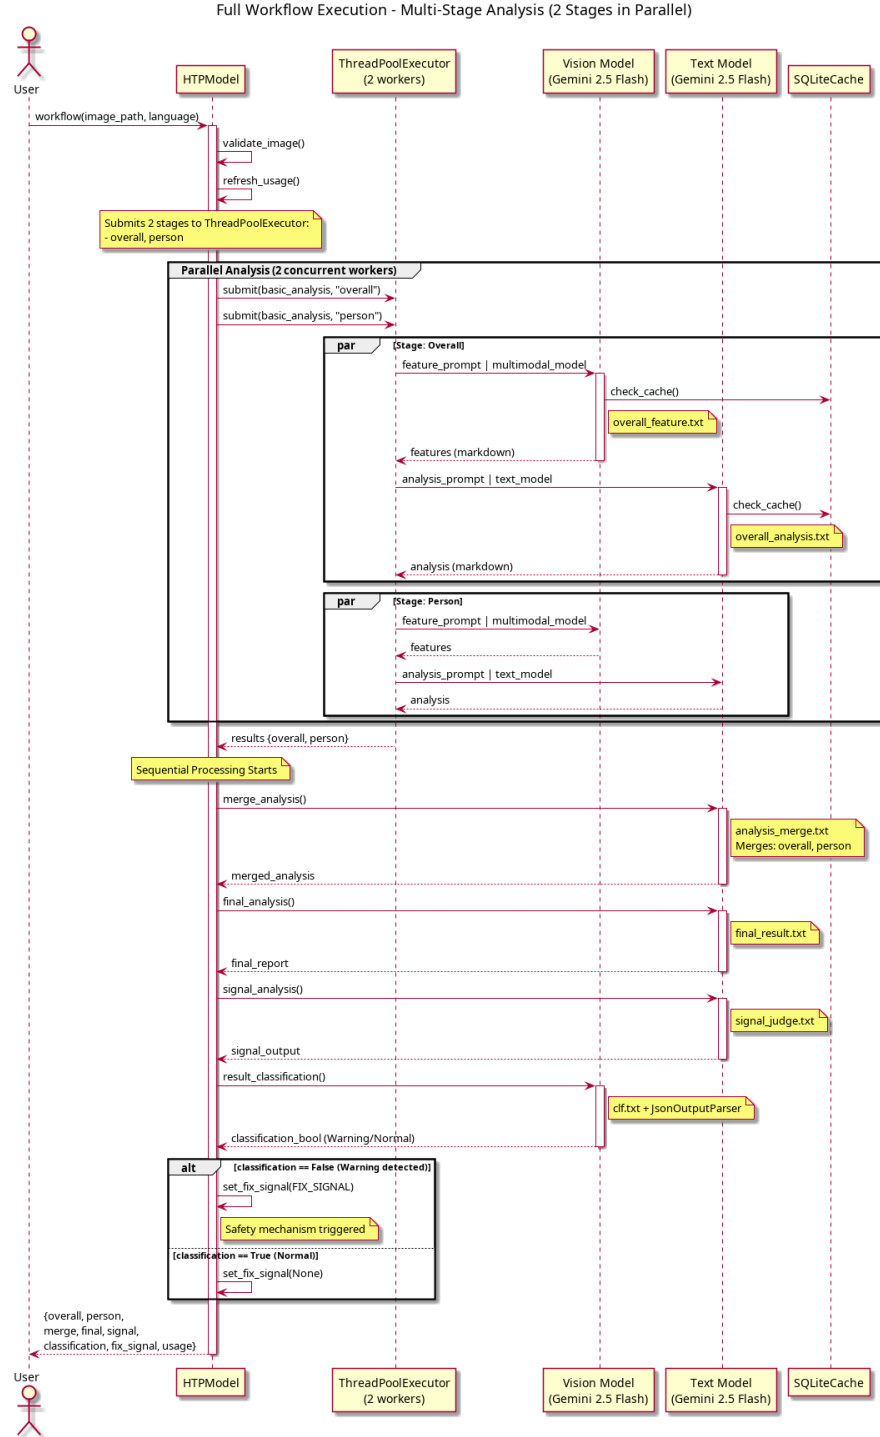 Full Workflow Execution - Multi-Stage Analysis (2 Stages in Parallel)
User
HTPModel
ThreadPoolExecutor
(2 workers)
Vision Model
(Gemini 2.5 Flash)
Text Model
(Gemini 2.5 Flash)
SQLiteCache
workflow(image_path, language)
validate_image()
refresh_usage()
Submits 2 stages to ThreadPoolExecutor:
- overall, person
Parallel Analysis (2 concurrent workers)
submit(basic_analysis, "overall")
submit(basic_analysis, "person")
par [Stage: Overall]
feature_prompt | multimodal_model
check_cache()
overall_feature.txt
features (markdown)
analysis_prompt | text_model
check_cache()
overall_analysis.txt
analysis (markdown)
par [Stage: Person]
feature_prompt | multimodal_model
features
analysis_prompt | text_model
analysis
results {overall, person}
Sequential Processing Starts
merge_analysis()
analysis_merge.txt
Merges: overall, person
merged_analysis
final_analysis()
final_result.txt
final_report
signal_analysis()
signal_judge.txt
signal_output
result_classification()
clf.txt + JsonOutputParser
classification_bool (Warning/Normal)
alt [classification == False (Warning detected)]
set_fix_signal(FIX_SIGNAL)
Safety mechanism triggered
[classification == True (Normal)]
set_fix_signal(None)
{overall, person,
merge, final, signal,
classification, fix_signal, usage}
User
HTPModel
ThreadPoolExecutor
(2 workers)
Vision Model
(Gemini 2.5 Flash)
Text Model
(Gemini 2.5 Flash)
SQLiteCache